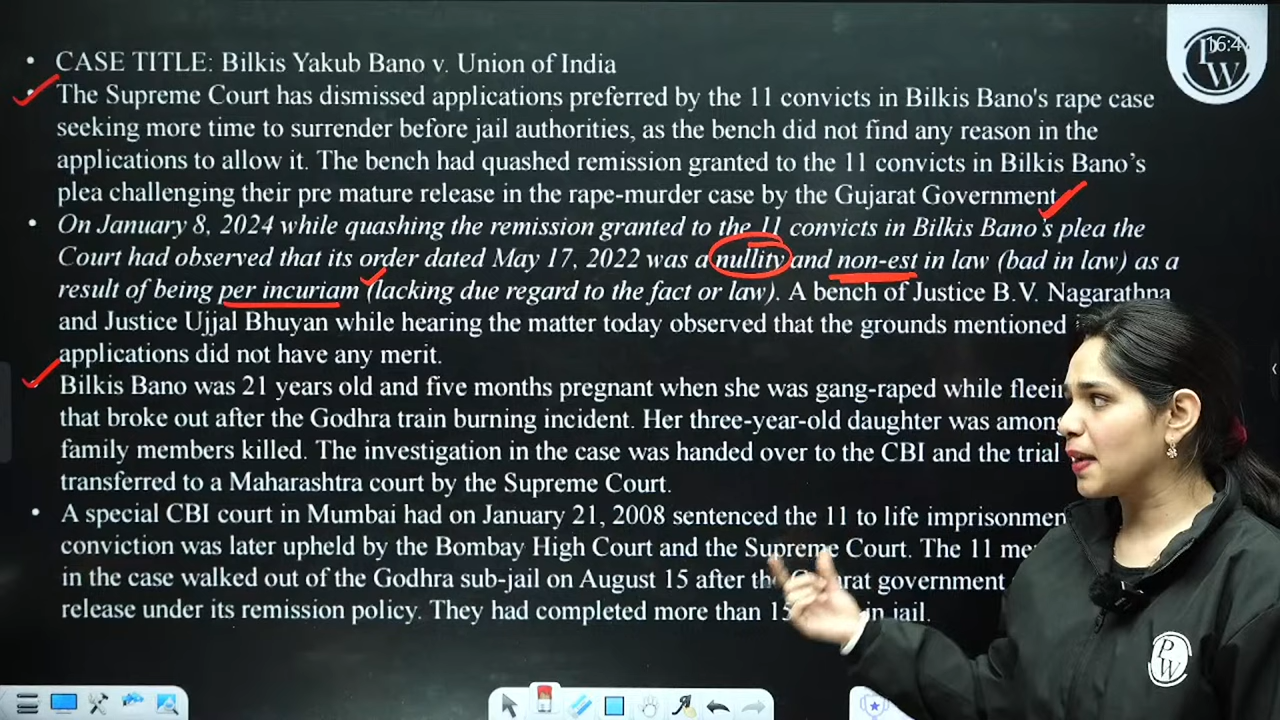 • CASE TITLE: Bilkis Yakub Bano v. Union of India
• The Supreme Court has dismissed applications preferred by the 11 convicts in Bilkis Bano's rape case
seeking more time to surrender before jail authorities, as the bench did not find any reason in the
applications to allow it. The bench had quashed remission granted to the 11 convicts in Bilkis Bano's
plea challenging their pre mature release in the rape-murder case by the Gujarat Government
• On January 8, 2024 while quashing the remission granted to the 11 convicts in Bilkis Bano's plea the
Court had observed that its order dated May 17, 2022 was a nullity and non-est in law (bad in law) as a
result of being per incuriam (lacking due regard to the fact or law). A bench of Justice B.V. Nagarathna
and Justice Ujjal Bhuyan while hearing the matter today observed that the grounds mentioned
applications did not have any merit.
Bilkis Bano was 21 years old and five months pregnant when she was gang-raped while
that broke out after the Godhra train burning incident. Her three-year-old daughter was
family members killed. The investigation in the case was handed over to the CBI and the trial
transferred to a Maharashtra court by the Supreme Court.
• A special CBI court in Mumbai had on January 21, 2008 sentenced the 11 to life
conviction was later upheld by the Bombay High Court and the Supreme Court. The 11
in the case walked out of the Godhra sub-jail on August 15 after government
release under its remission policy. They had completed more than in jail.
PW
PW